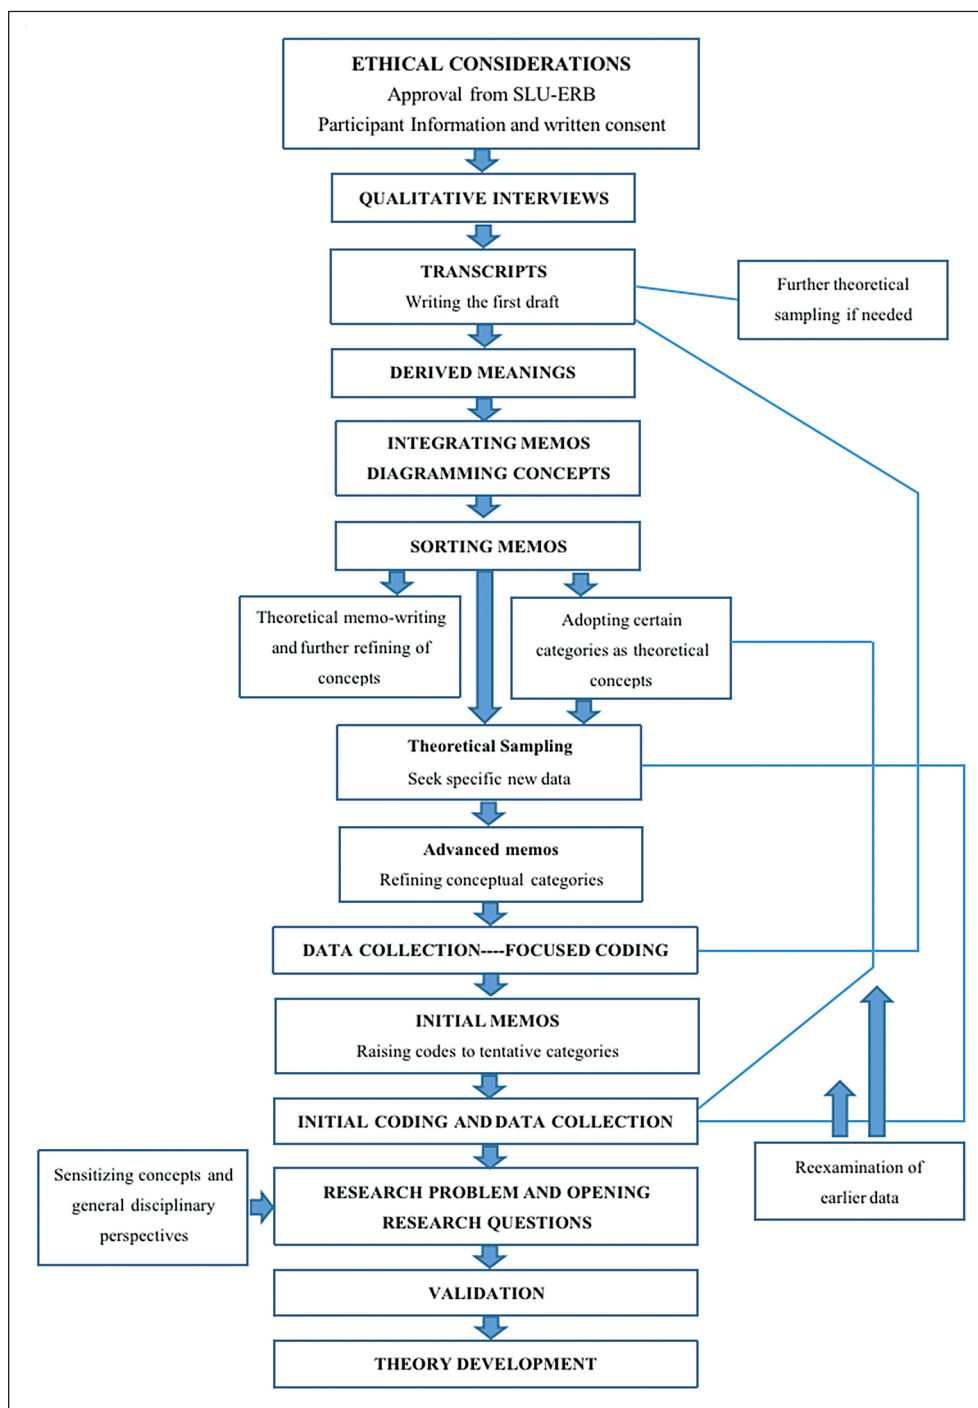 ETHICAL CONSIDERATIONS
Approval from SLU-ERB
Participant Information and written consent
QUALITATIVE INTERVIEWS
TRANSCRIPTS
Writing the first draft
Further theoretical
sampling if needed
DERIVED MEANINGS
INTEGRATING MEMOS
DIAGRAMMING CONCEPTS
SORTING MEMOS
Theoretical memo-writing
and further refining of
concepts
Adopting certain
categories as theoretical
concepts
Theoretical Sampling
Seek specific new data
Advanced memos
Refining conceptual categories
DATA COLLECTION----FOCUSED CODING
INITIAL MEMOS
Raising codes to tentative categories
INITIAL CODING AND DATA COLLECTION
Sensitizing concepts and
general disciplinary
perspectives
RESEARCH PROBLEM AND OPENING
RESEARCH QUESTIONS
Reexamination of
earlier data
VALIDATION
THEORY DEVELOPMENT